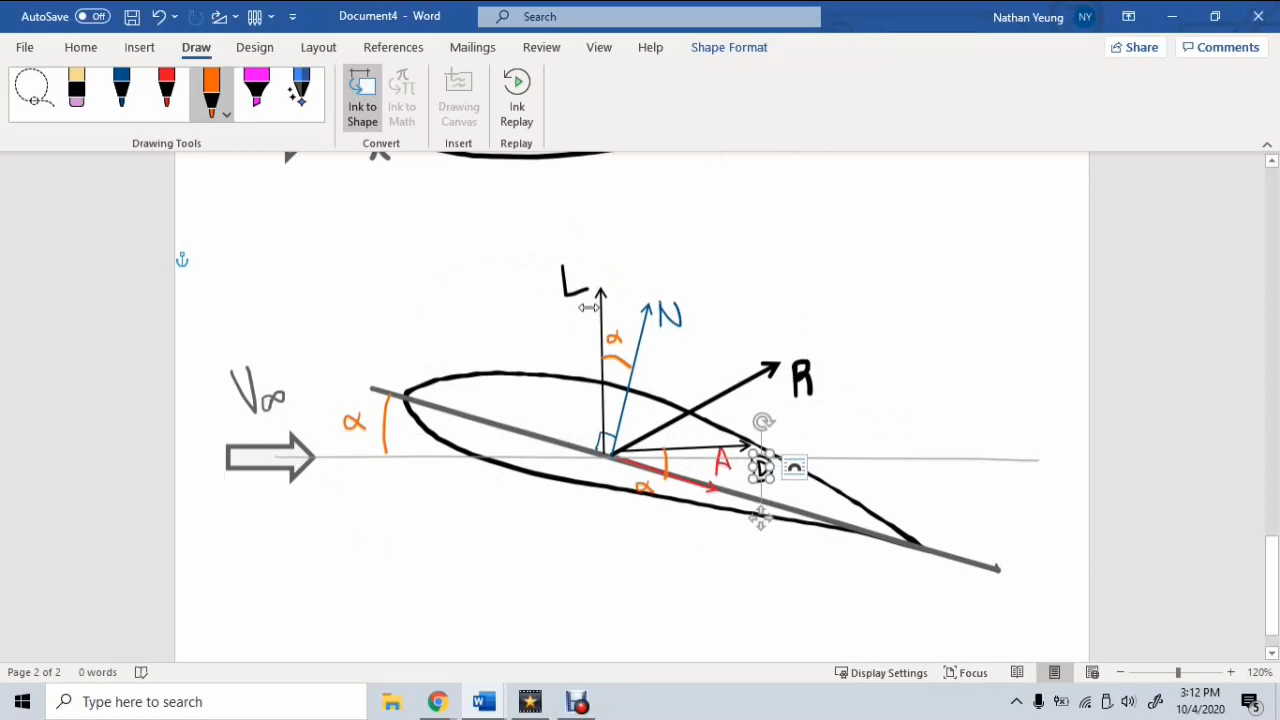 AutoSave Off Document4 - Word Search Nathan Yeung NY
File Home Insert Draw Design Layout References Mailings Review View Help Shape Format Share Comments
Ink to Shape
Ink to Math
Drawing Canvas
Ink Replay
Drawing Tools Convert Insert Replay
L
N
α
R
V∞
α
A
D
α
Page 2 of 2 0 words Display Settings Focus 120%
Type here to search 3:12 PM
10/4/2020 5